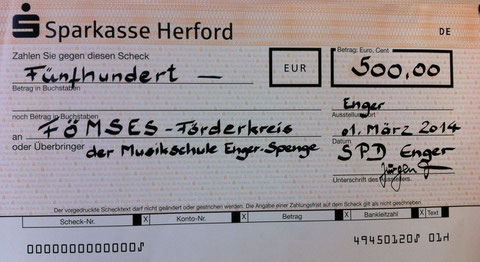 Sparkasse Herford DE
Zahlen Sie gegen diesen Scheck
Fünfhundert —
Betrag in Buchstaben
EUR
Betrag: Euro, Cent
500,00
noch Betrag in Buchstaben
Enger
Ausstellungsort
an FÖMSES - Förderkreis
01. März 2014
Datum
oder Überbringer der Musikschule Enger-Spenge
SPD Enger
Jürgen
Unterschrift des Ausstellers
Der vorgedruckte Schecktext darf nicht geändert oder gestrichen werden. Die Angabe einer Zahlungsfrist auf dem Scheck gilt als nicht geschrieben.
Scheck-Nr. X Konto-Nr. X Betrag X Bankleitzahl X Text
0000000000000⑀ 49450120⑀ 01⑁